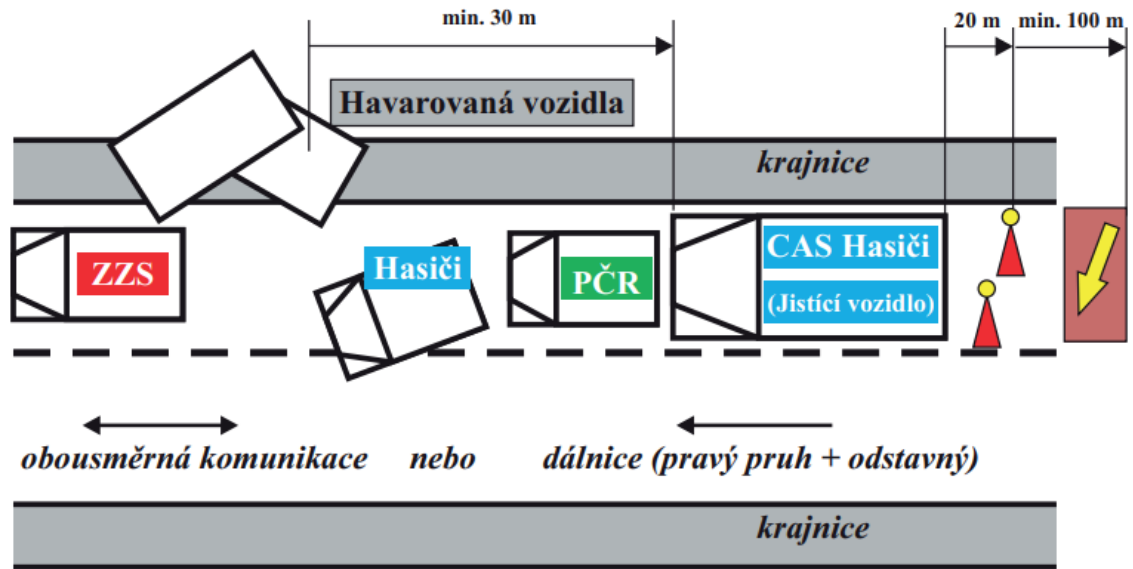 min. 30 m
20 m
min. 100 m
Havarovaná vozidla
krajnice
ZZS
Hasiči
PČR
CAS Hasiči
(Jistící vozidlo)
obousměrná komunikace nebo dálnice (pravý pruh + odstavný)
krajnice